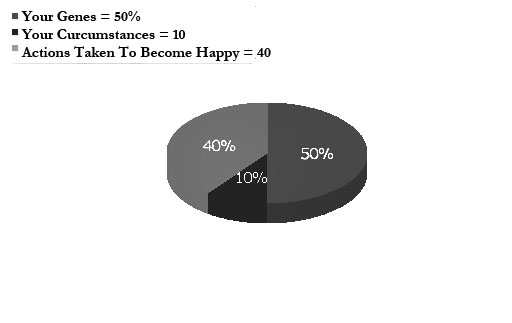 Your Genes = 50%
Your Curcumstances = 10
Actions Taken To Become Happy = 40
40%
50%
10%